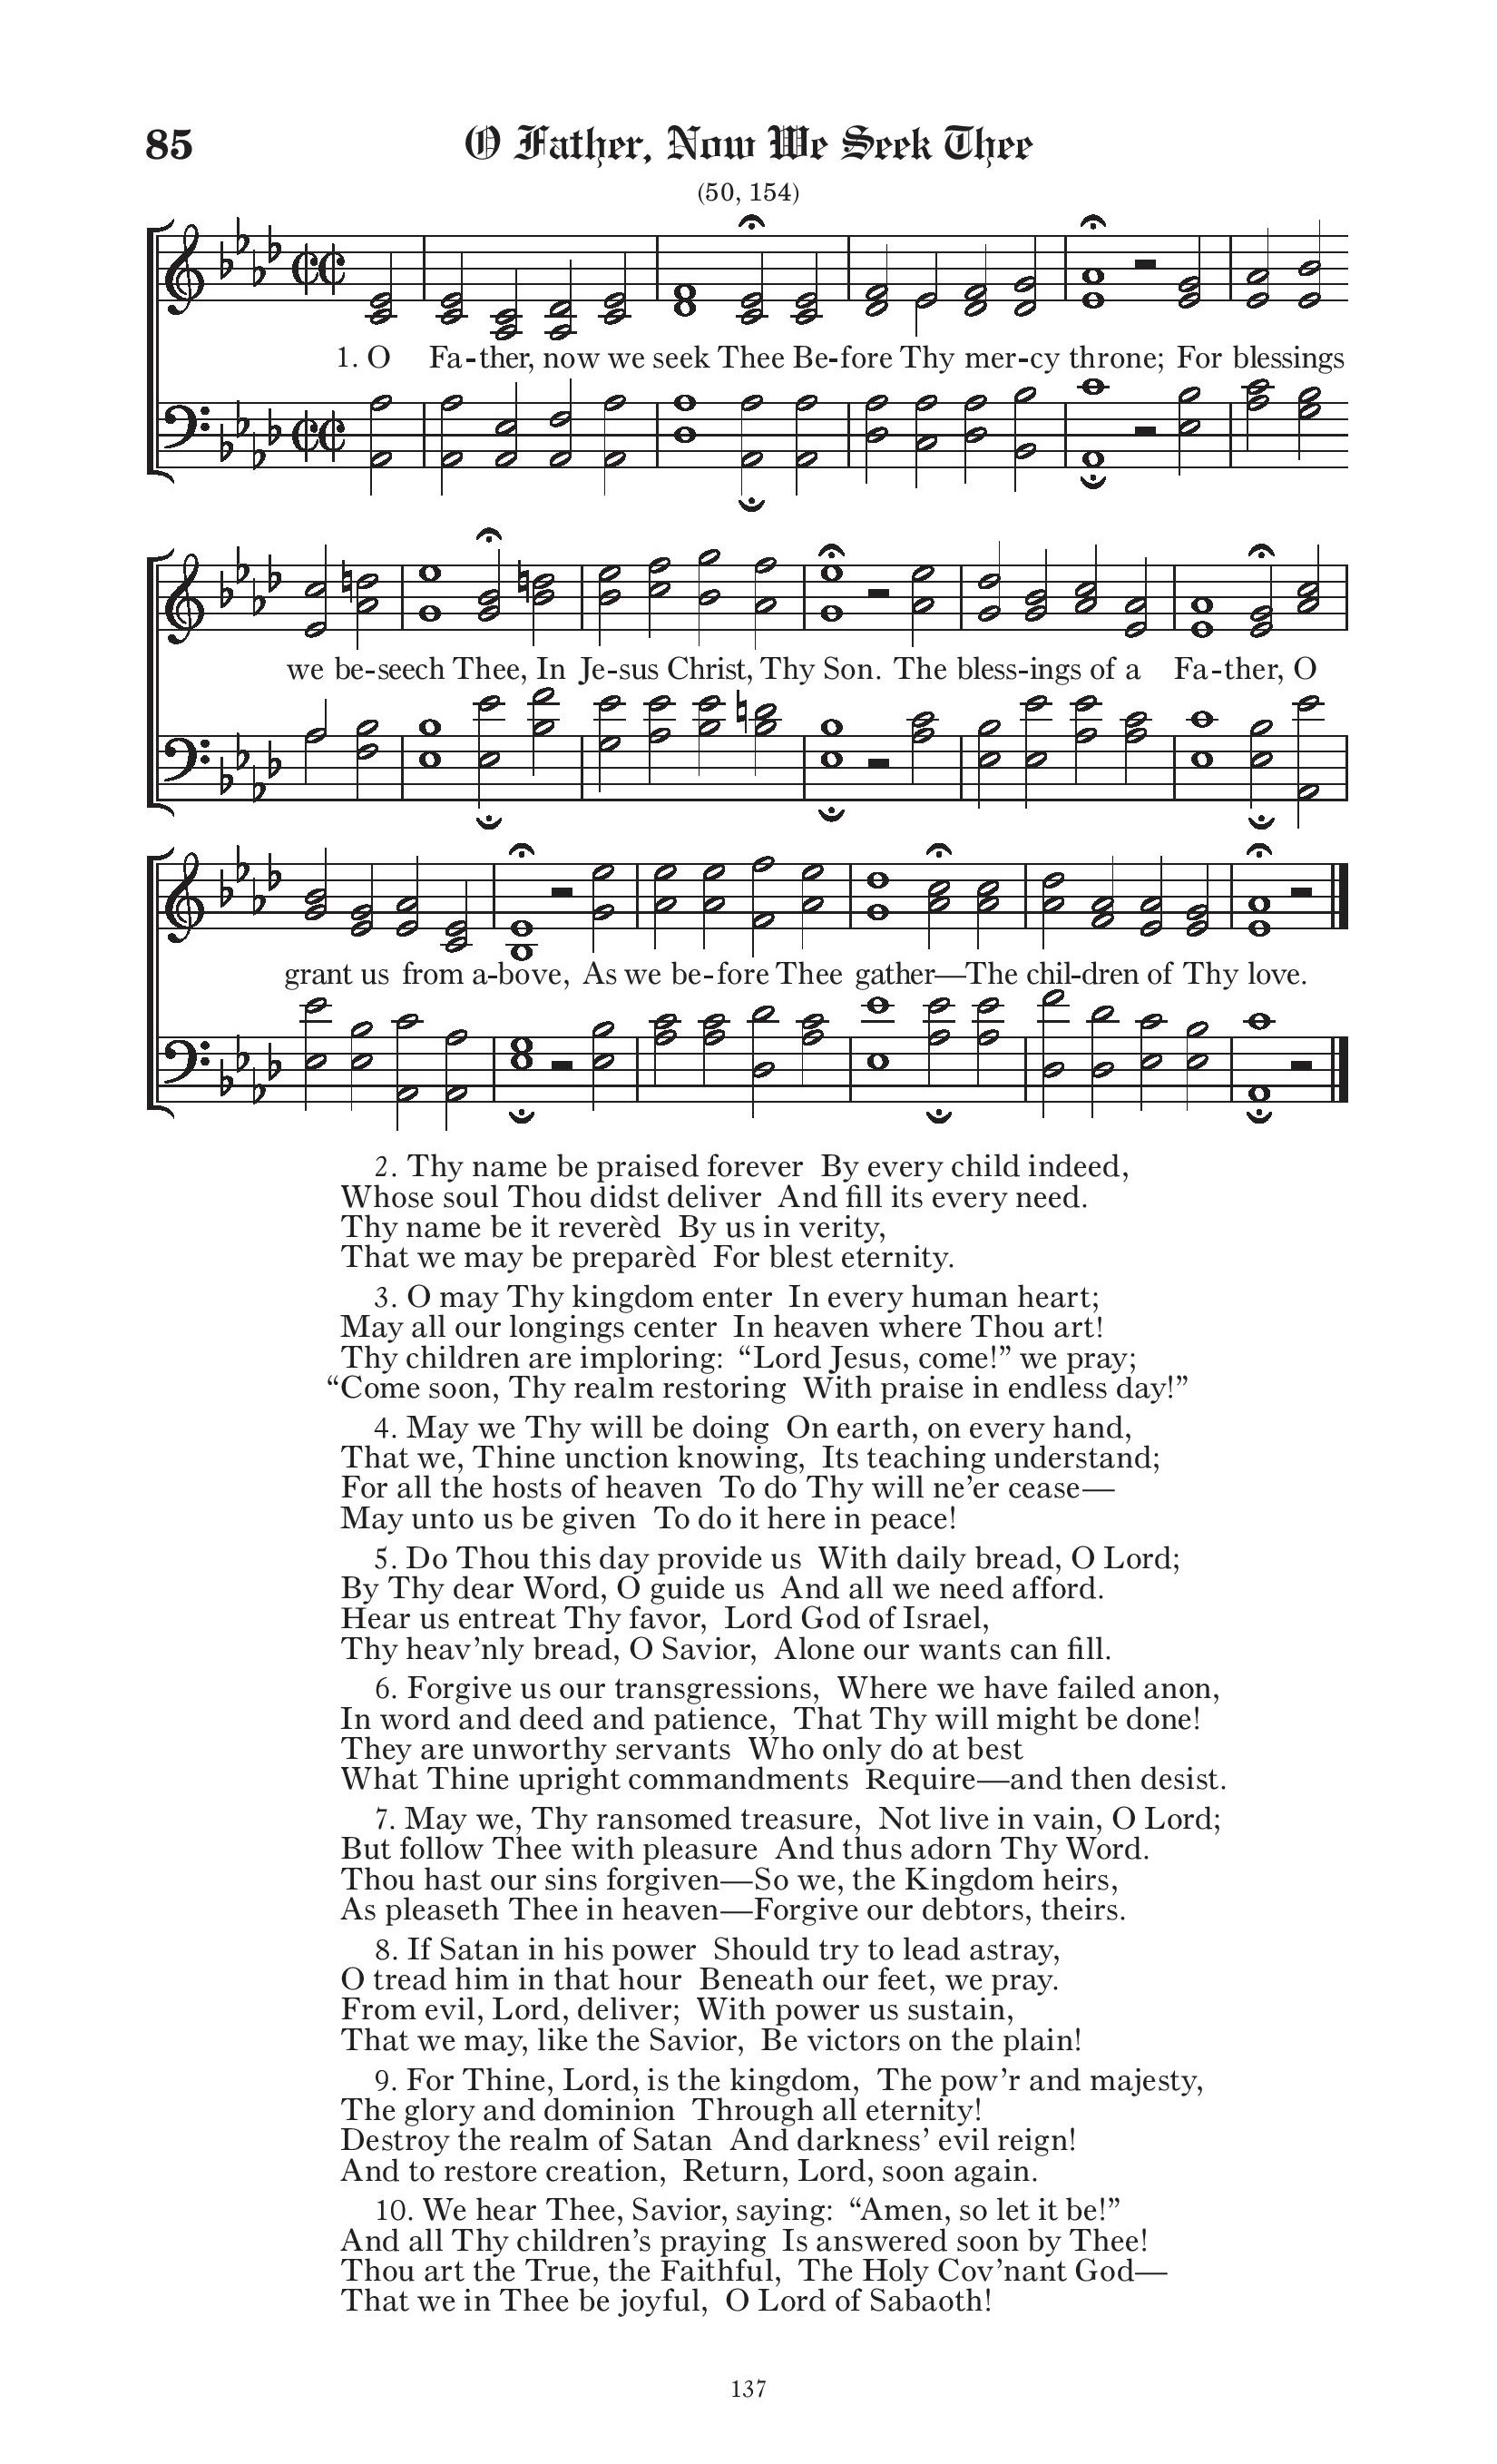 85 O Father, Now We Seek Thee
(50, 154)
1. O Fa-ther, now we seek Thee Be-fore Thy mer-cy throne; For blessings
we be-seech Thee, In Je-sus Christ, Thy Son. The bless-ings of a Fa-ther, O
grant us from a-bove, As we be-fore Thee gather—The chil-dren of Thy love.
2. Thy name be praised forever By every child indeed,
Whose soul Thou didst deliver And fill its every need.
Thy name be it reverèd By us in verity,
That we may be preparèd For blest eternity.
3. O may Thy kingdom enter In every human heart;
May all our longings center In heaven where Thou art!
Thy children are imploring: “Lord Jesus, come!” we pray;
“Come soon, Thy realm restoring With praise in endless day!”
4. May we Thy will be doing On earth, on every hand,
That we, Thine unction knowing, Its teaching understand;
For all the hosts of heaven To do Thy will ne’er cease—
May unto us be given To do it here in peace!
5. Do Thou this day provide us With daily bread, O Lord;
By Thy dear Word, O guide us And all we need afford.
Hear us entreat Thy favor, Lord God of Israel,
Thy heav’nly bread, O Savior, Alone our wants can fill.
6. Forgive us our transgressions, Where we have failed anon,
In word and deed and patience, That Thy will might be done!
They are unworthy servants Who only do at best
What Thine upright commandments Require—and then desist.
7. May we, Thy ransomed treasure, Not live in vain, O Lord;
But follow Thee with pleasure And thus adorn Thy Word.
Thou hast our sins forgiven—So we, the Kingdom heirs,
As pleaseth Thee in heaven—Forgive our debtors, theirs.
8. If Satan in his power Should try to lead astray,
O tread him in that hour Beneath our feet, we pray.
From evil, Lord, deliver; With power us sustain,
That we may, like the Savior, Be victors on the plain!
9. For Thine, Lord, is the kingdom, The pow’r and majesty,
The glory and dominion Through all eternity!
Destroy the realm of Satan And darkness’ evil reign!
And to restore creation, Return, Lord, soon again.
10. We hear Thee, Savior, saying: “Amen, so let it be!”
And all Thy children’s praying Is answered soon by Thee!
Thou art the True, the Faithful, The Holy Cov’nant God—
That we in Thee be joyful, O Lord of Sabaoth!
137